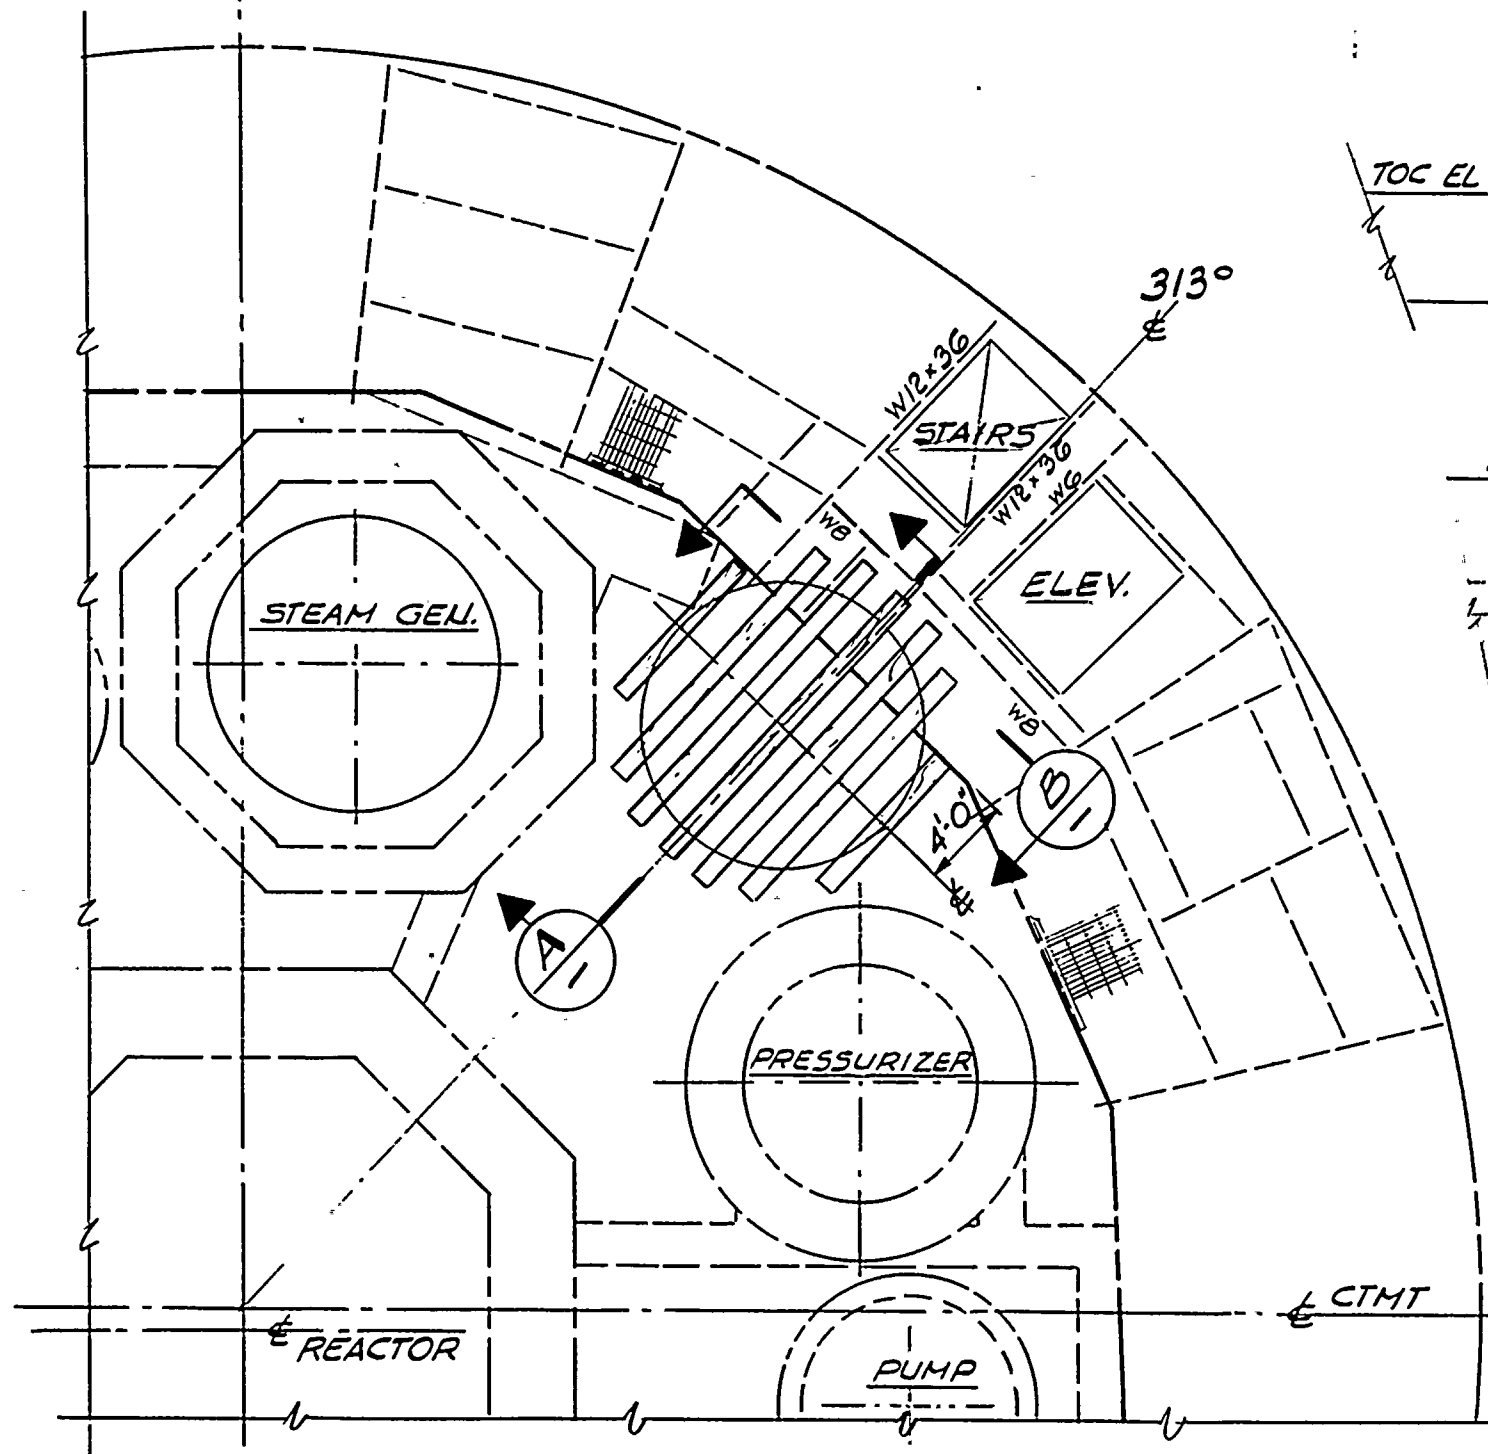 TOC EL
313°
℄
W12×36
STAIRS
W12×36
W6
W8
ELEV.
STEAM GEN.
W8
B
1
4'-0"
℄
A
1
PRESSURIZER
℄ CTMT
℄ REACTOR
PUMP